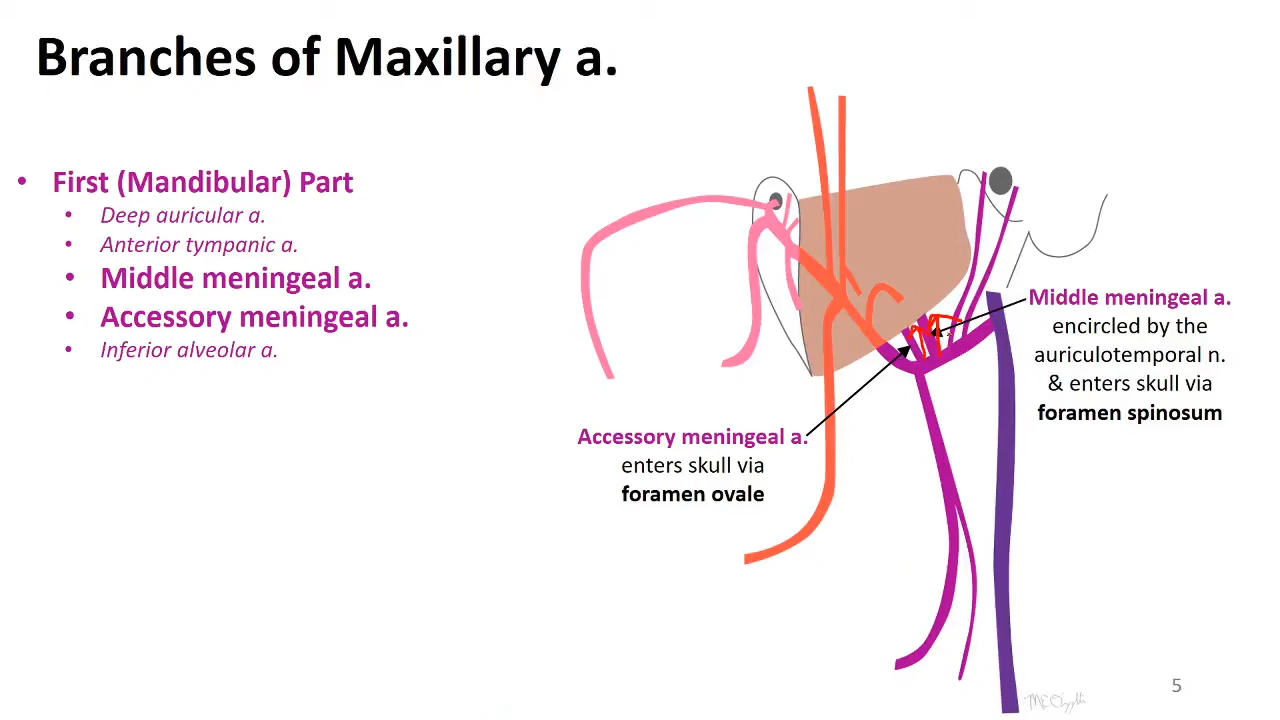 Branches of Maxillary a.
• First (Mandibular) Part
• Deep auricular a.
• Anterior tympanic a.
• Middle meningeal a.
• Accessory meningeal a.
• Inferior alveolar a.
Middle meningeal a.
encircled by the
auriculotemporal n.
& enters skull via
foramen spinosum
Accessory meningeal a.
enters skull via
foramen ovale
5